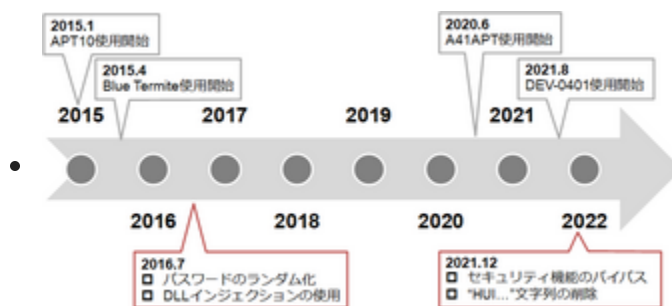 2015.1
APT10使用開始
2015.4
Blue Termite使用開始
2020.6
A41APT使用開始
2021.8
DEV-0401使用開始
2015
2017
2019
2021
2016
2018
2020
2022
2016.7
パスワードのランダム化
DLLインジェクションの使用
2021.12
セキュリティ機能のバイパス
"HUI..."文字列の削除